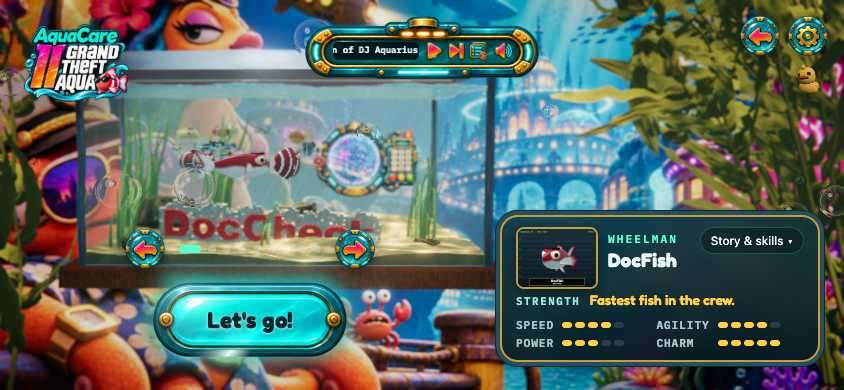 AquaCare
11 GRAND
THEFT
AQUA
n of DJ Aquarius
DocCheck
WHEELMAN
DocFish
Story & skills ▾
STRENGTH Fastest fish in the crew.
SPEED AGILITY
POWER CHARM
Let's go!